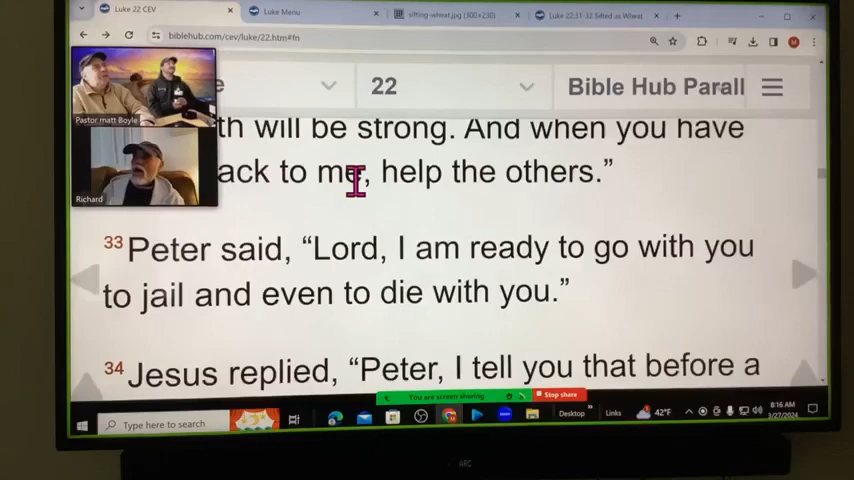 Luke 22 CEV
Luke Menu
sifting-wheat.jpg (300×230)
Luke 22:31-32 Sifted as Wheat
biblehub.com/cev/luke/22.htm#fn
22
Bible Hub Parall
Pastor matt Boyle
Richard
th will be strong. And when you have
ack to me, help the others.”
33 Peter said, “Lord, I am ready to go with you
to jail and even to die with you.”
34 Jesus replied, “Peter, I tell you that before a
You are screen sharing
Stop share
Type here to search
Desktop
Links
42°F
8:16 AM
3/27/2024